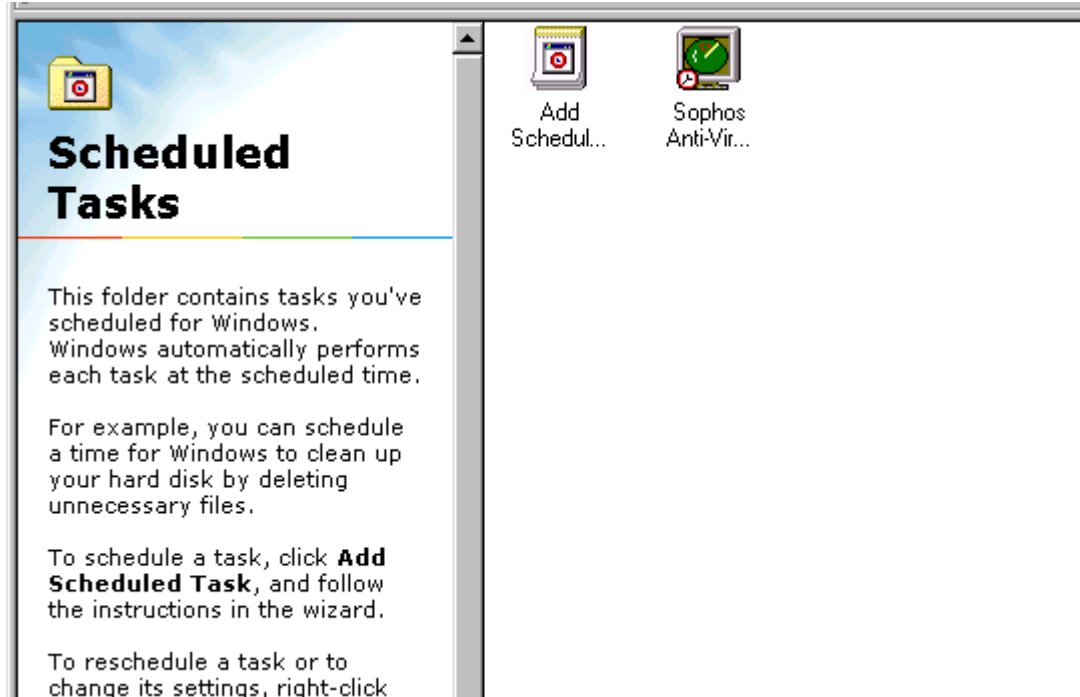 Scheduled
Tasks
This folder contains tasks you've
scheduled for Windows.
Windows automatically performs
each task at the scheduled time.
For example, you can schedule
a time for Windows to clean up
your hard disk by deleting
unnecessary files.
To schedule a task, click Add
Scheduled Task, and follow
the instructions in the wizard.
To reschedule a task or to
change its settings, right-click
Add
Schedul...
Sophos
Anti-Vir...